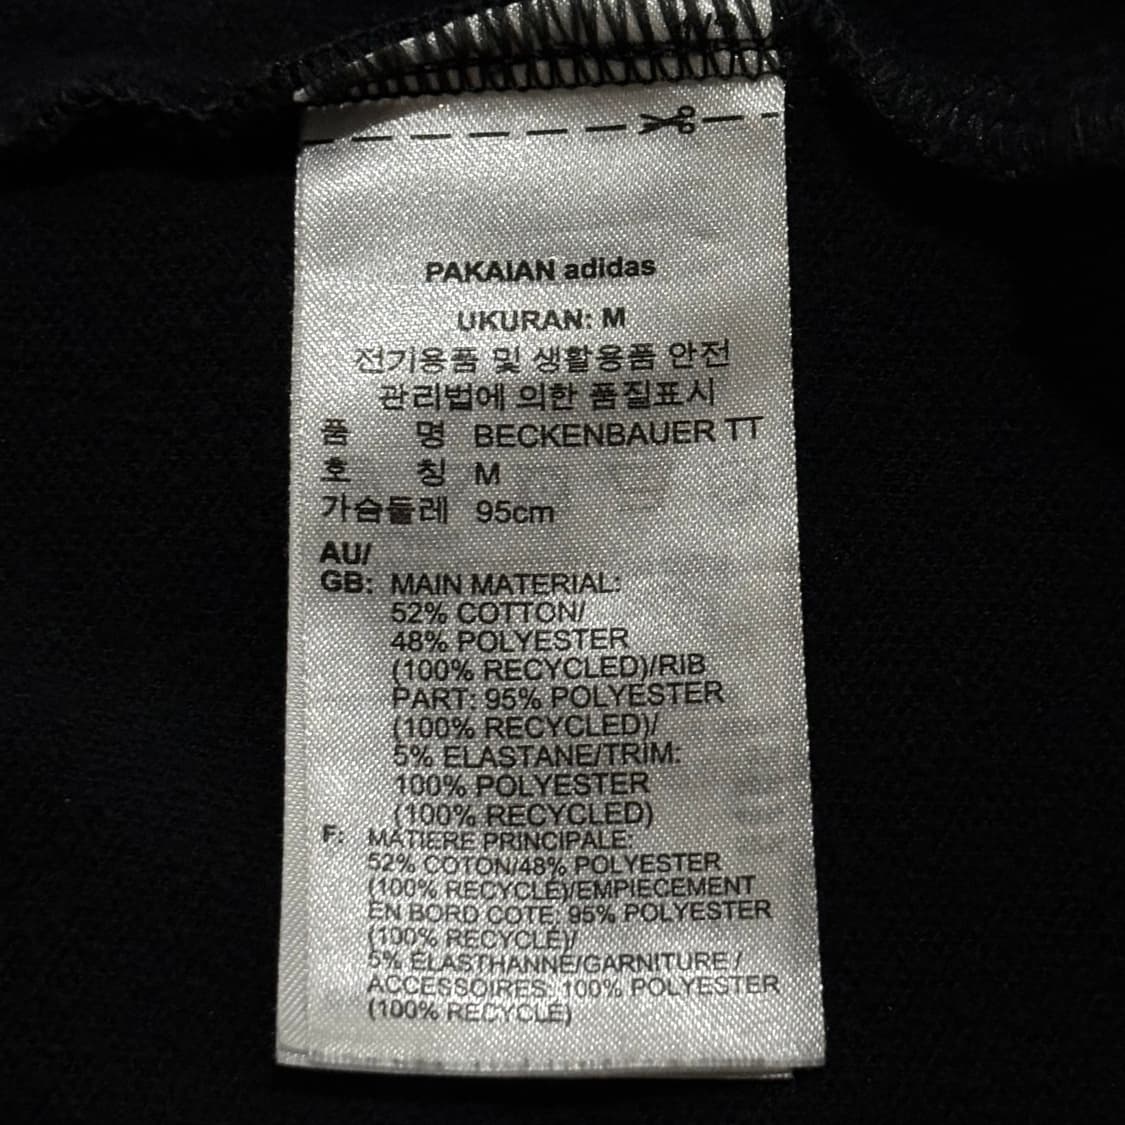 PAKAIAN adidas
UKURAN: M
전기용품 및 생활용품 안전
관리법에 의한 품질표시
품 명 BECKENBAUER TT
호 칭 M
가슴둘레 95cm
AU/
GB: MAIN MATERIAL:
52% COTTON/
48% POLYESTER
(100% RECYCLED)/RIB
PART: 95% POLYESTER
(100% RECYCLED)/
5% ELASTANE/TRIM:
100% POLYESTER
(100% RECYCLED)
F: MATIERE PRINCIPALE:
52% COTON/48% POLYESTER
(100% RECYCLE)/EMPIECEMENT
EN BORD COTE: 95% POLYESTER
(100% RECYCLE)/
5% ELASTHANNE/GARNITURE /
ACCESSOIRES: 100% POLYESTER
(100% RECYCLE)